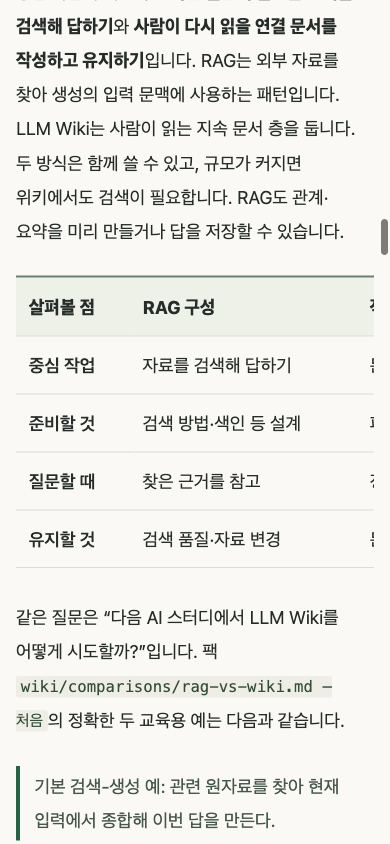 검색해 답하기와 사람이 다시 읽을 연결 문서를
작성하고 유지하기입니다. RAG는 외부 자료를
찾아 생성의 입력 문맥에 사용하는 패턴입니다.
LLM Wiki는 사람이 읽는 지속 문서 층을 둡니다.
두 방식은 함께 쓸 수 있고, 규모가 커지면
위키에서도 검색이 필요합니다. RAG도 관계·
요약을 미리 만들거나 답을 저장할 수 있습니다.
살펴볼 점 RAG 구성
중심 작업 자료를 검색해 답하기
준비할 것 검색 방법·색인 등 설계
질문할 때 찾은 근거를 참고
유지할 것 검색 품질·자료 변경
같은 질문은 “다음 AI 스터디에서 LLM Wiki를
어떻게 시도할까?”입니다. 팩
wiki/comparisons/rag-vs-wiki.md —
처음의 정확한 두 교육용 예는 다음과 같습니다.
기본 검색-생성 예: 관련 원자료를 찾아 현재
입력에서 종합해 이번 답을 만든다.